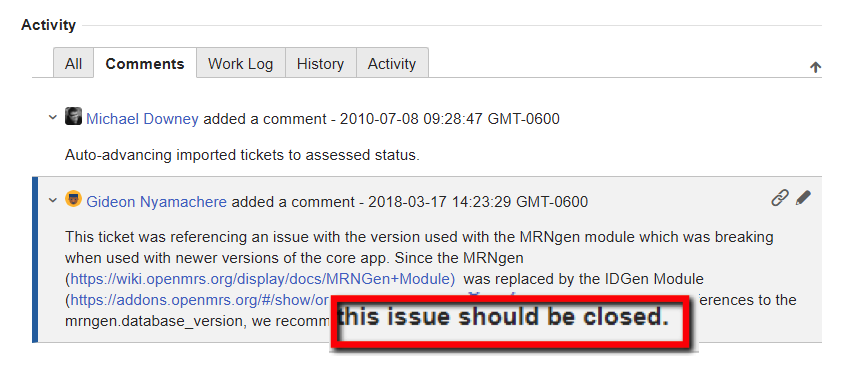 Activity
All Comments Work Log History Activity
Michael Downey added a comment - 2010-07-08 09:28:47 GMT-0600
Auto-advancing imported tickets to assessed status.
Gideon Nyamachere added a comment - 2018-03-17 14:23:29 GMT-0600
This ticket was referencing an issue with the version used with the MRNgen module which was breaking
when used with newer versions of the core app. Since the MRNgen
(https://wiki.openmrs.org/display/docs/MRNGen+Module) was replaced by the IDGen Module
(https://addons.openmrs.org/#/show/or erences to the
mrngen.database_version, we recomm
this issue should be closed.